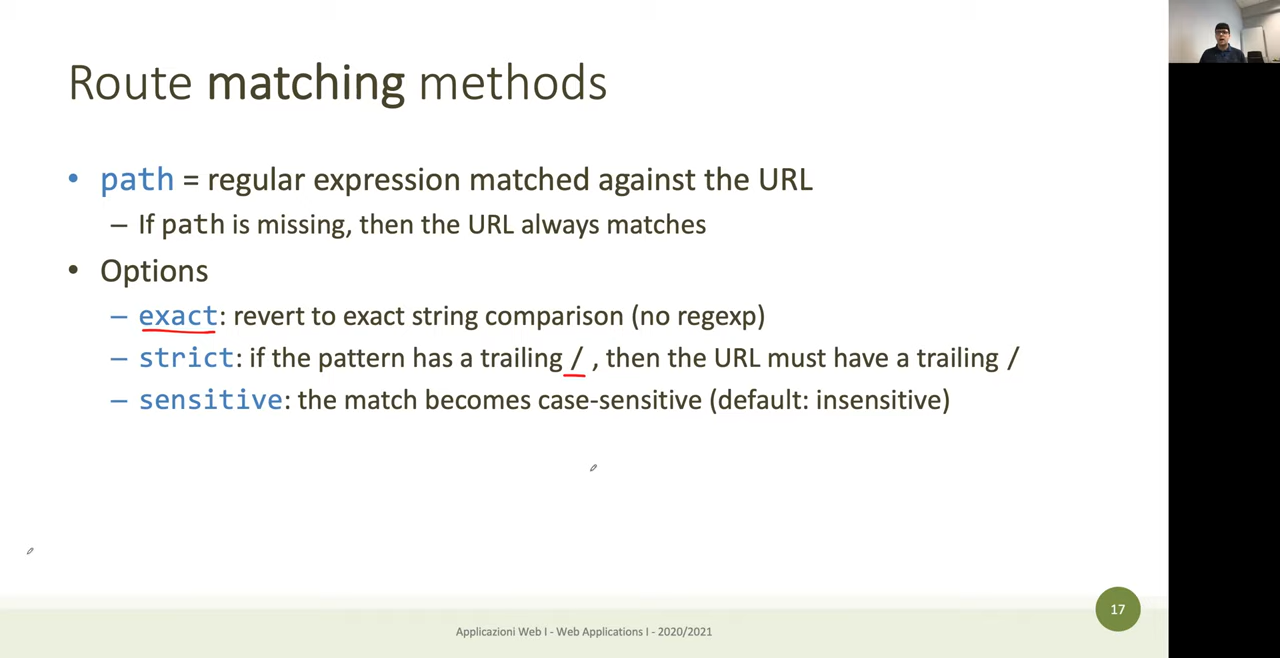 Route matching methods
• path = regular expression matched against the URL
– If path is missing, then the URL always matches
• Options
– exact: revert to exact string comparison (no regexp)
– strict: if the pattern has a trailing / , then the URL must have a trailing /
– sensitive: the match becomes case-sensitive (default: insensitive)
17
Applicazioni Web I - Web Applications I - 2020/2021